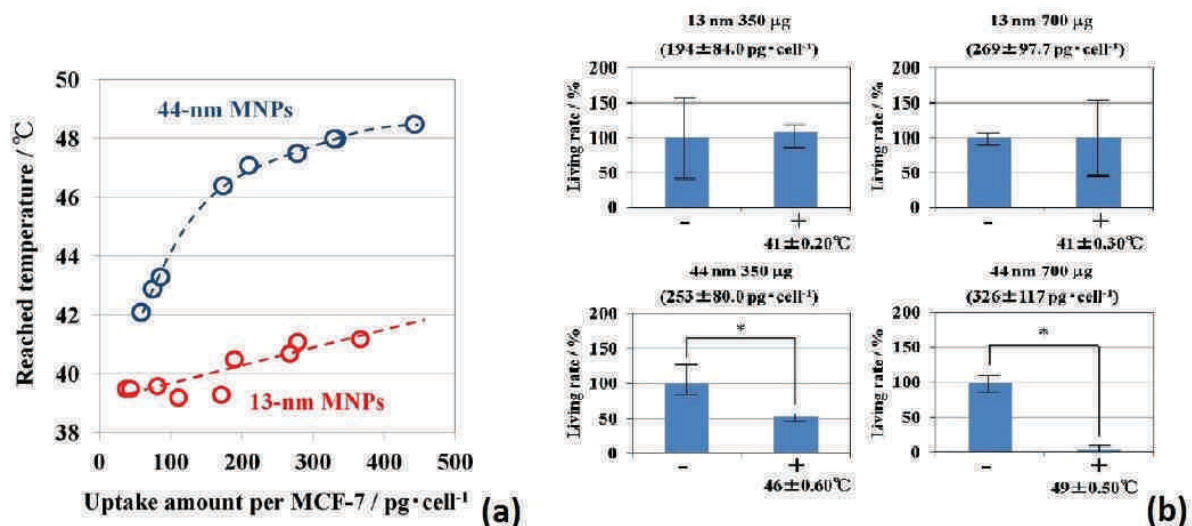 50
48
46
44
42
40
38
Reached temperature / ℃
44-nm MNPs
13-nm MNPs
0 100 200 300 400 500
Uptake amount per MCF-7 / pg·cell⁻¹
(a)
13 nm 350 μg
(194±84.0 pg·cell⁻¹)
200
150
100
50
0
Living rate / %
- +
41±0.20℃
13 nm 700 μg
(269±97.7 pg·cell⁻¹)
200
150
100
50
0
Living rate / %
- +
41±0.30℃
44 nm 350 μg
(253±80.0 pg·cell⁻¹)
200
150
100
50
0
Living rate / %
*
- +
46±0.60℃
44 nm 700 μg
(326±117 pg·cell⁻¹)
200
150
100
50
0
Living rate / %
*
- +
49±0.50℃
(b)